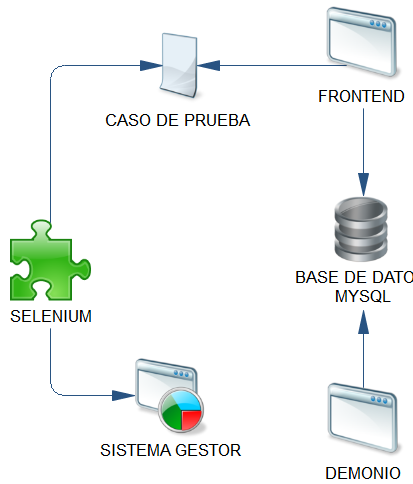 FRONTEND
CASO DE PRUEBA
BASE DE DATO
MYSQL
SELENIUM
SISTEMA GESTOR
DEMONIO